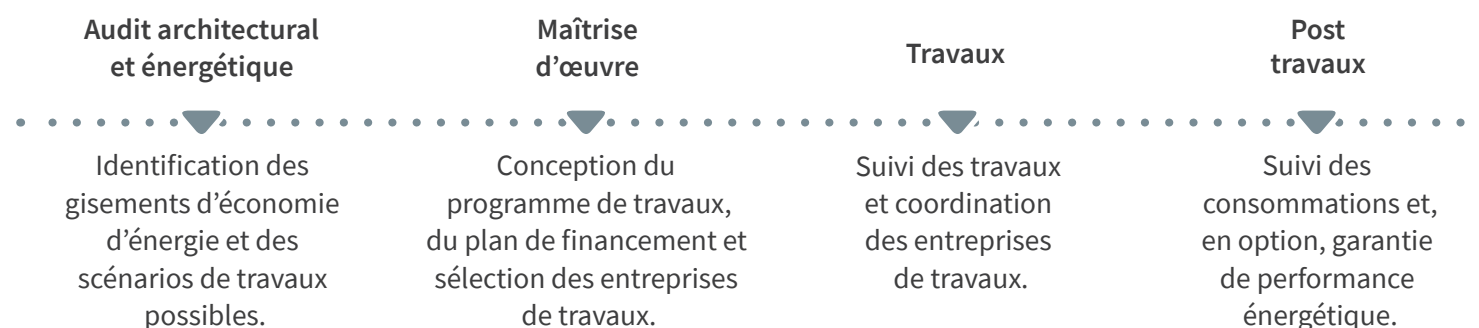 Audit architectural
et énergétique
Identification des
gisements d’économie
d’énergie et des
scénarios de travaux
possibles.
Maîtrise
d’œuvre
Conception du
programme de travaux,
du plan de financement et
sélection des entreprises
de travaux.
Travaux
Suivi des travaux
et coordination
des entreprises
de travaux.
Post
travaux
Suivi des
consommations et,
en option, garantie
de performance
énergétique.